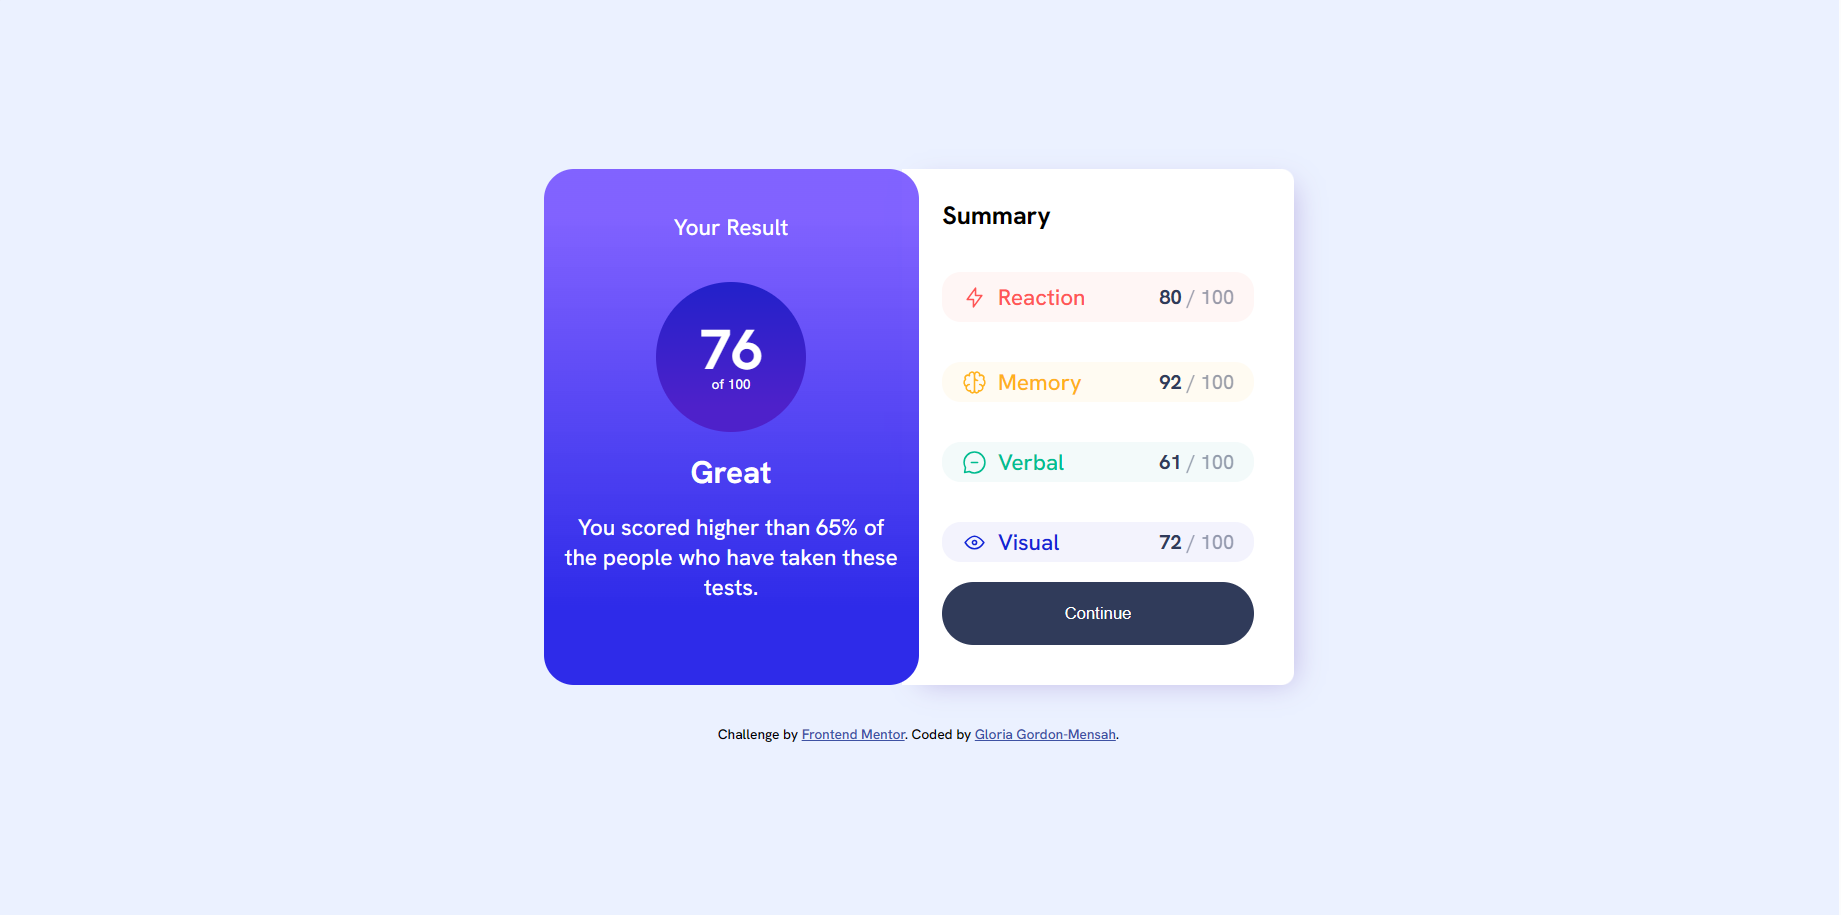 Your Result
76
of 100
Great
You scored higher than 65% of
the people who have taken these
tests.
Summary
Reaction 80 / 100
Memory 92 / 100
Verbal 61 / 100
Visual 72 / 100
Continue
Challenge by Frontend Mentor. Coded by Gloria Gordon-Mensah.